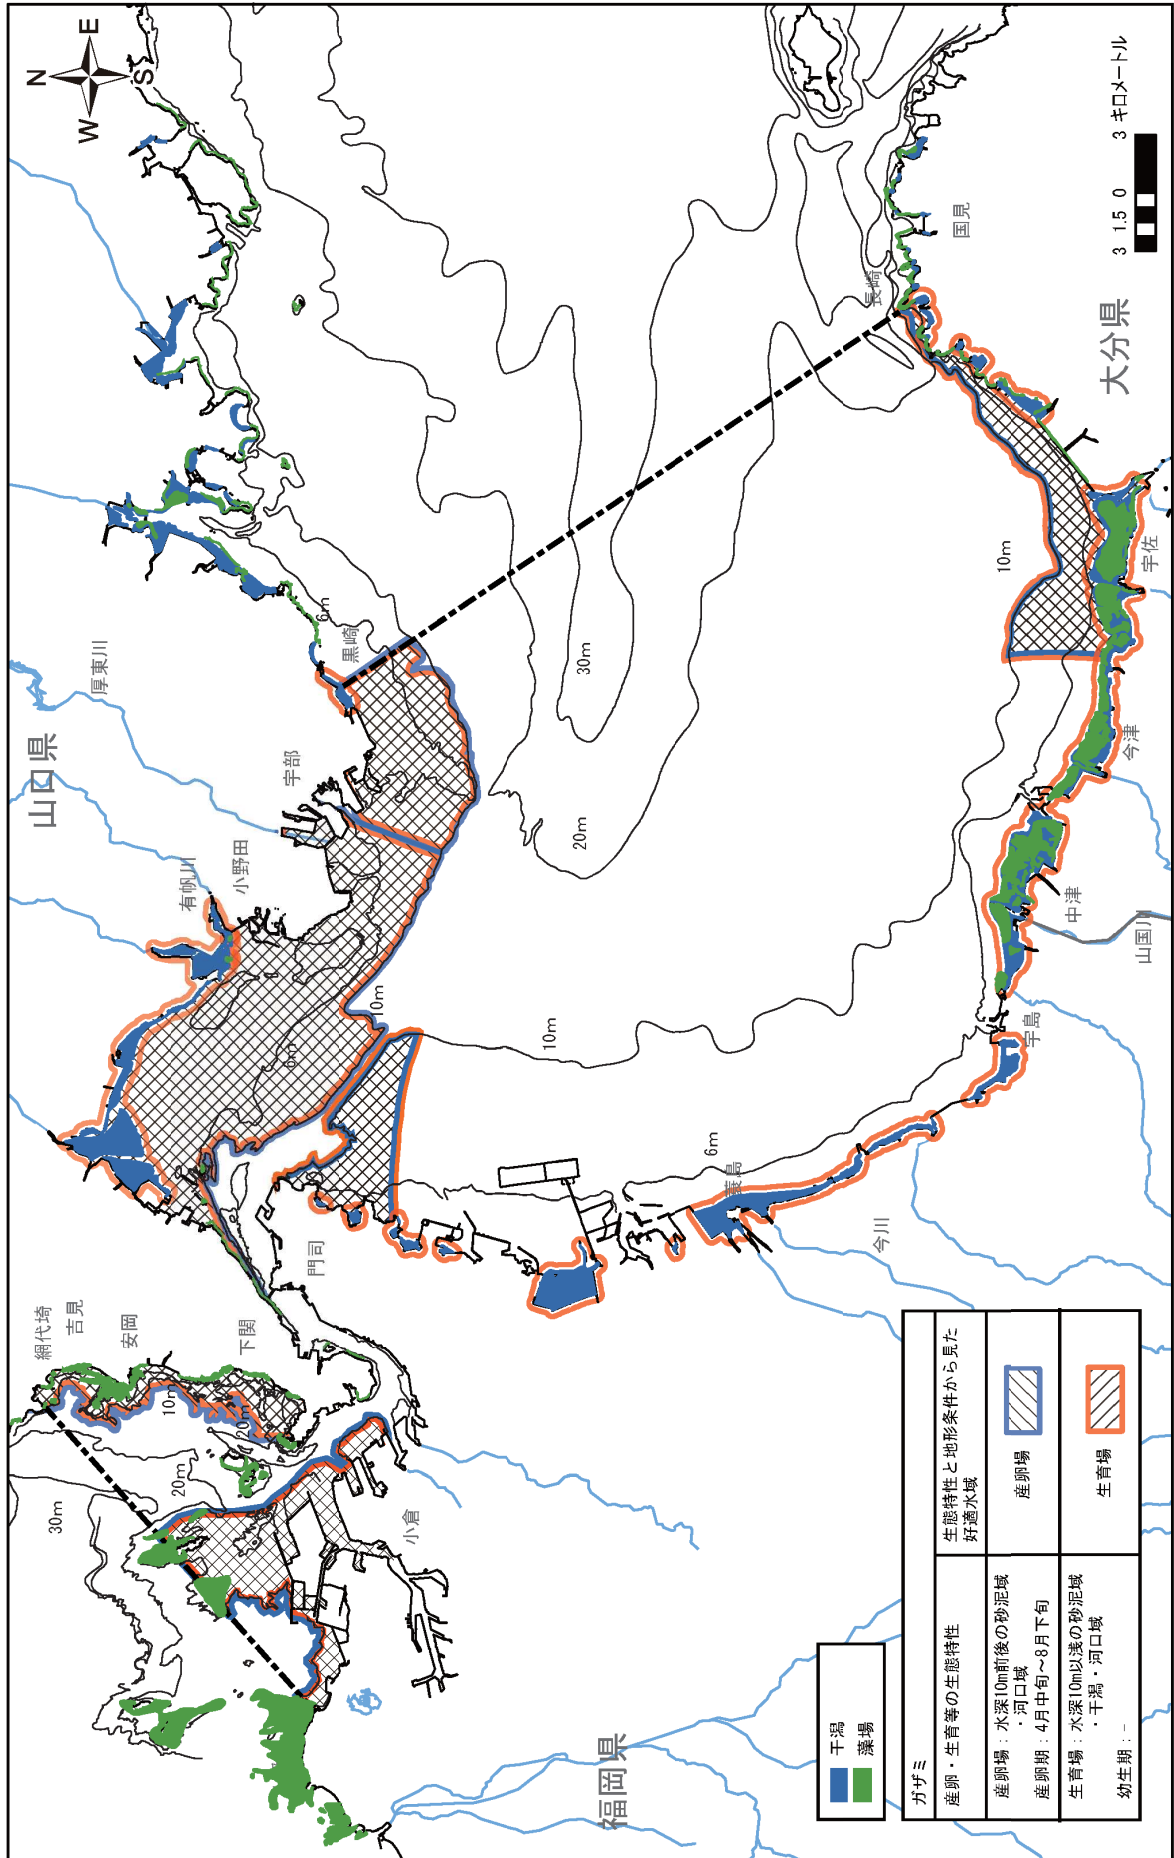 N
E
W
S
3 1.5 0 3 キロメートル
山口県
厚東川
宇部
小野田
有帆川
黒崎
6m
10m
6m
網代埼
吉見
安岡
下関
門司
10m
20m
20m
30m
小倉
福岡県
30m
20m
10m
10m
6m
蓑島
今川
宇島
中津
山国川
今津
宇佐
大分県
長崎
国見
干潟
藻場
ガザミ
産卵・生育等の生態特性
生態特性と地形条件から見た
好適水域
産卵場：水深10m前後の砂泥域
・河口域
産卵期：4月中旬～8月下旬
産卵場
生育場：水深10m以浅の砂泥域
・干潟・河口域
幼生期：－
生育場